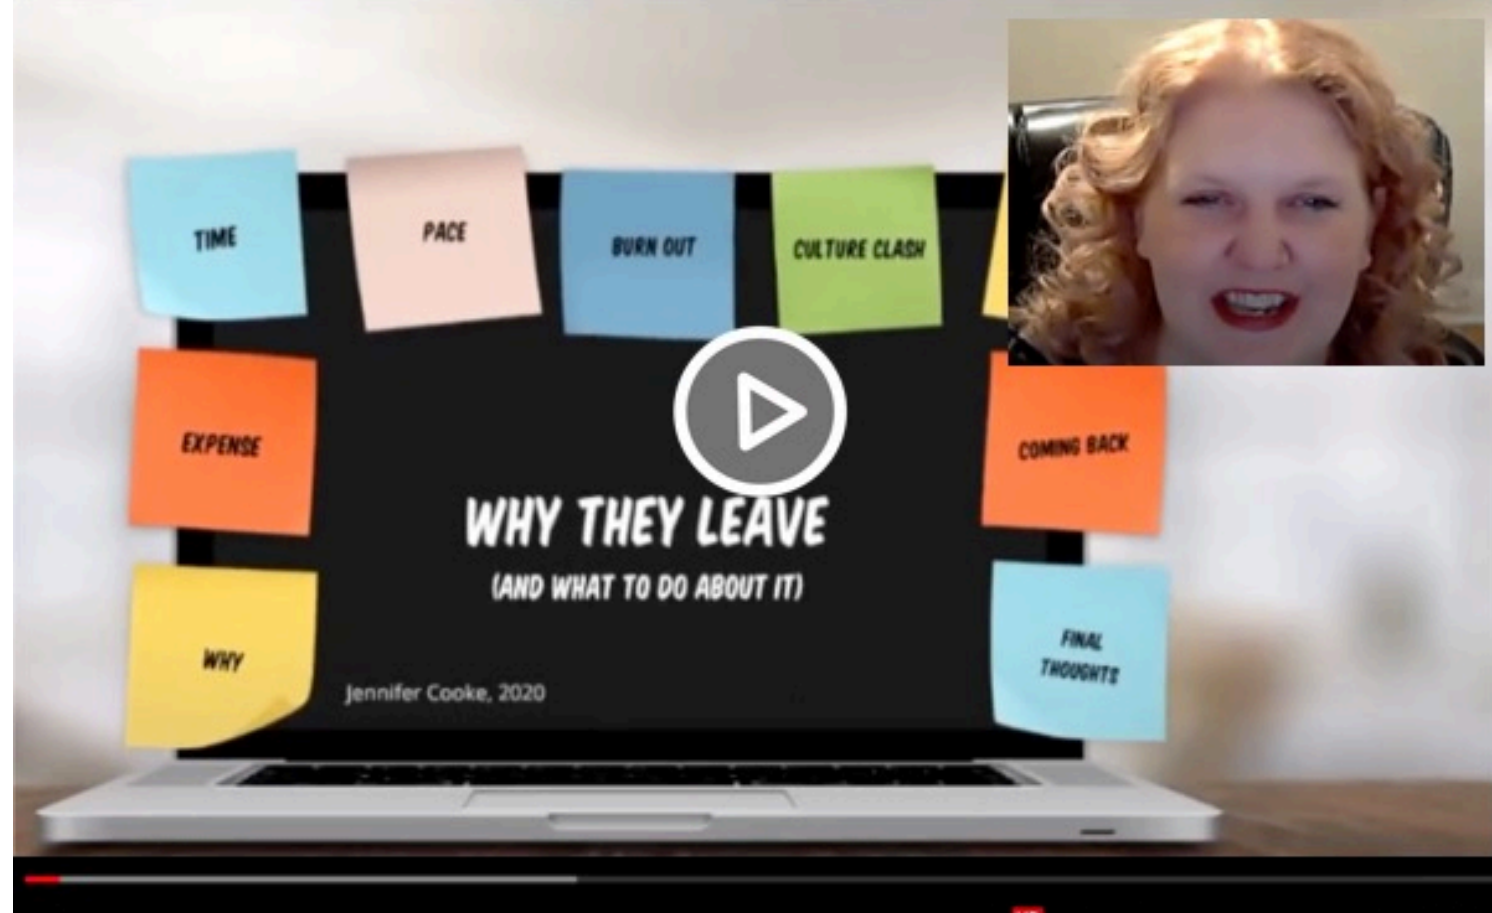 TIME
PACE
BURN OUT
CULTURE CLASH
EXPENSE
COMING BACK
WHY THEY LEAVE
(AND WHAT TO DO ABOUT IT)
WHY
FINAL
THOUGHTS
Jennifer Cooke, 2020